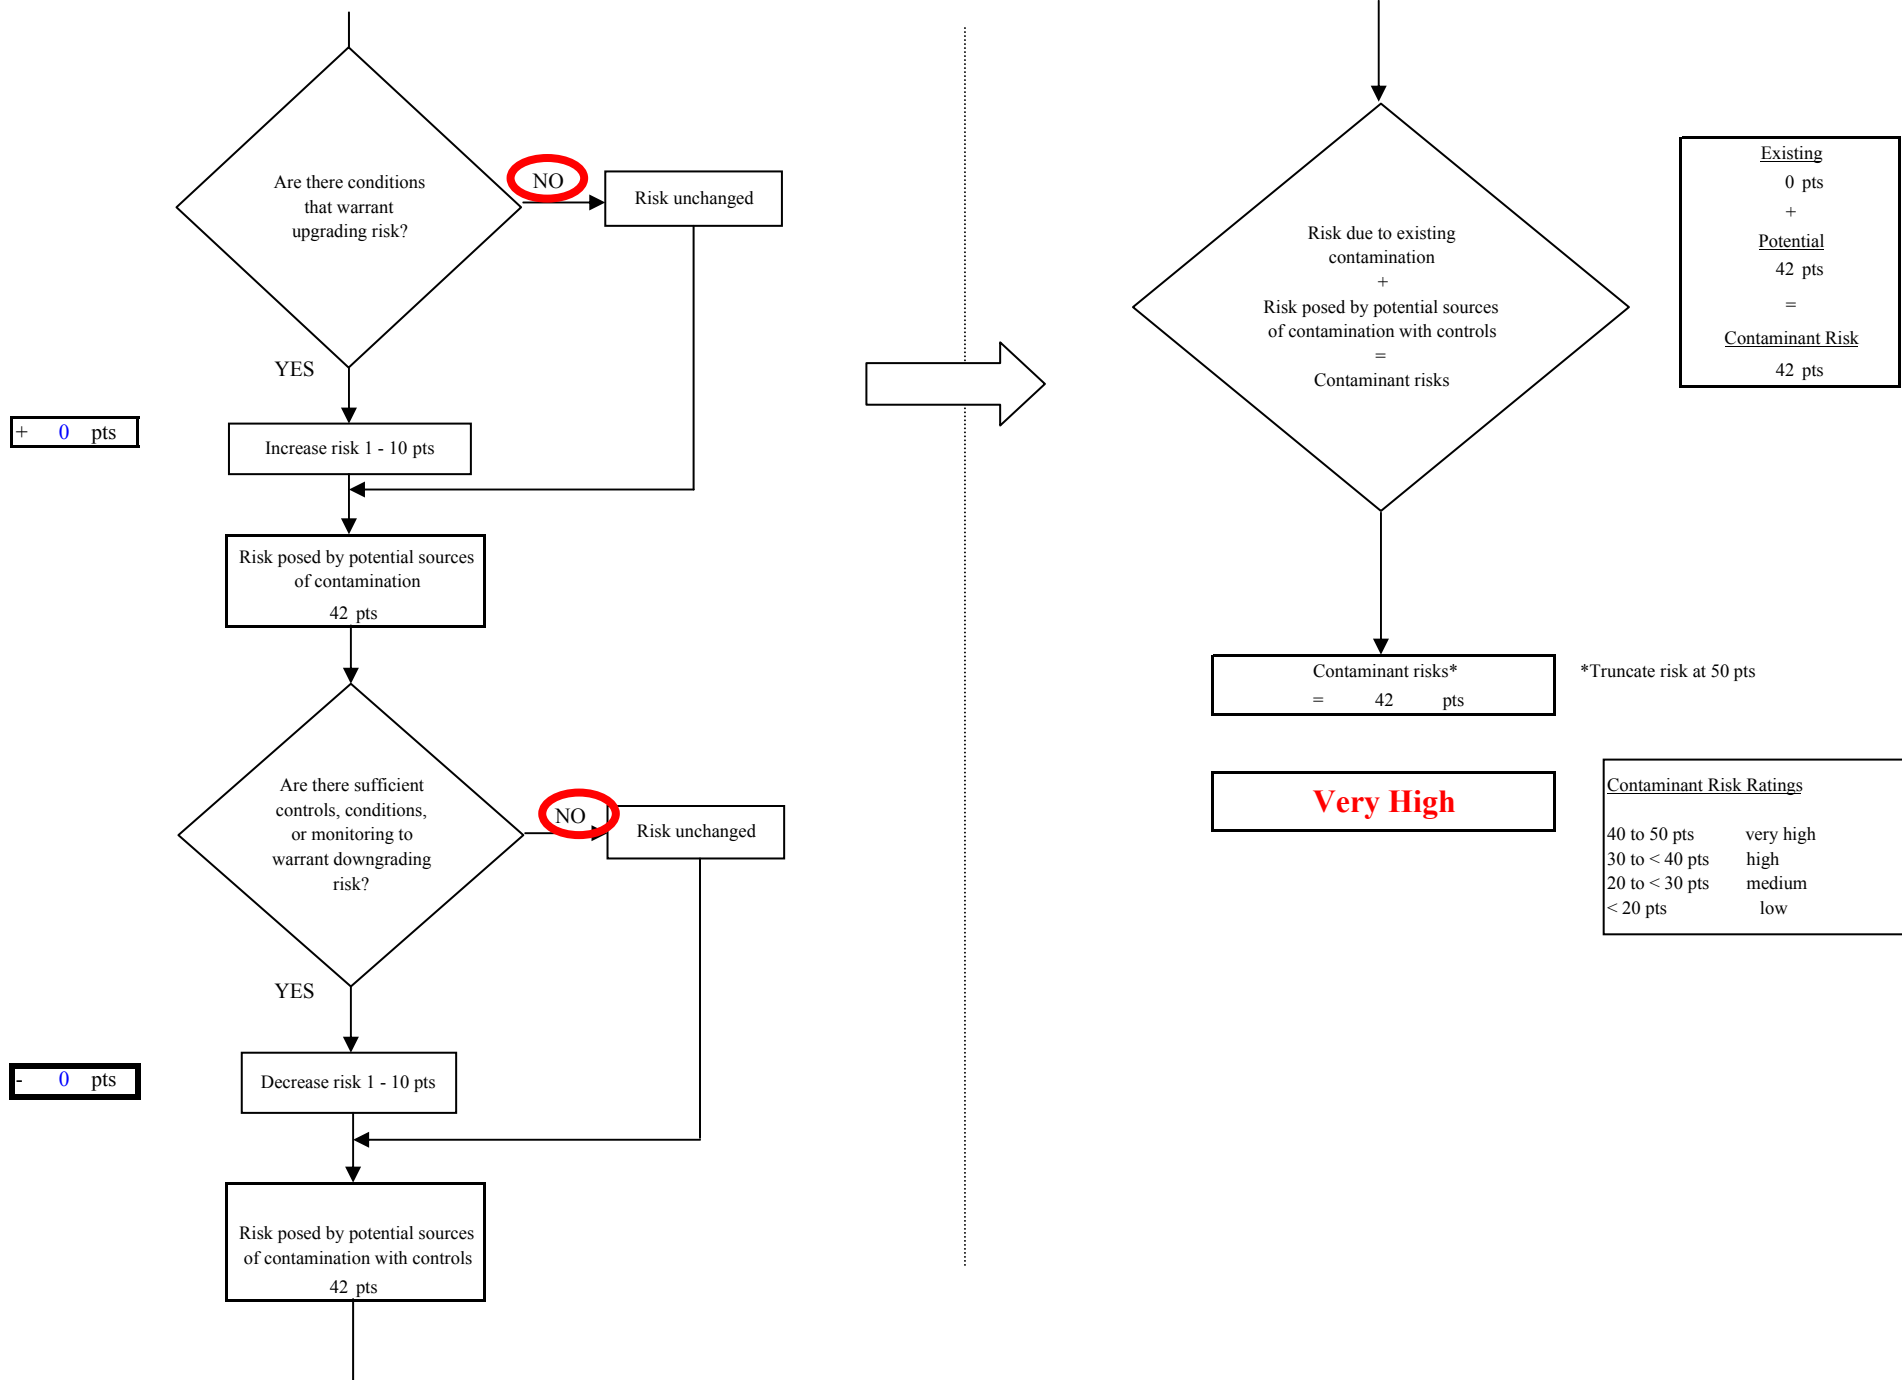 Are there conditions
that warrant
upgrading risk?
NO
Risk unchanged
YES
+ 0 pts
Increase risk 1 - 10 pts
Risk posed by potential sources
of contamination
42 pts
Are there sufficient
controls, conditions,
or monitoring to
warrant downgrading
risk?
NO
Risk unchanged
YES
- 0 pts
Decrease risk 1 - 10 pts
Risk posed by potential sources
of contamination with controls
42 pts
Risk due to existing
contamination
+
Risk posed by potential sources
of contamination with controls
=
Contaminant risks
Existing
0 pts
+
Potential
42 pts
=
Contaminant Risk
42 pts
Contaminant risks*
= 42 pts
*Truncate risk at 50 pts
Very High
Contaminant Risk Ratings
40 to 50 pts very high
30 to < 40 pts high
20 to < 30 pts medium
< 20 pts low